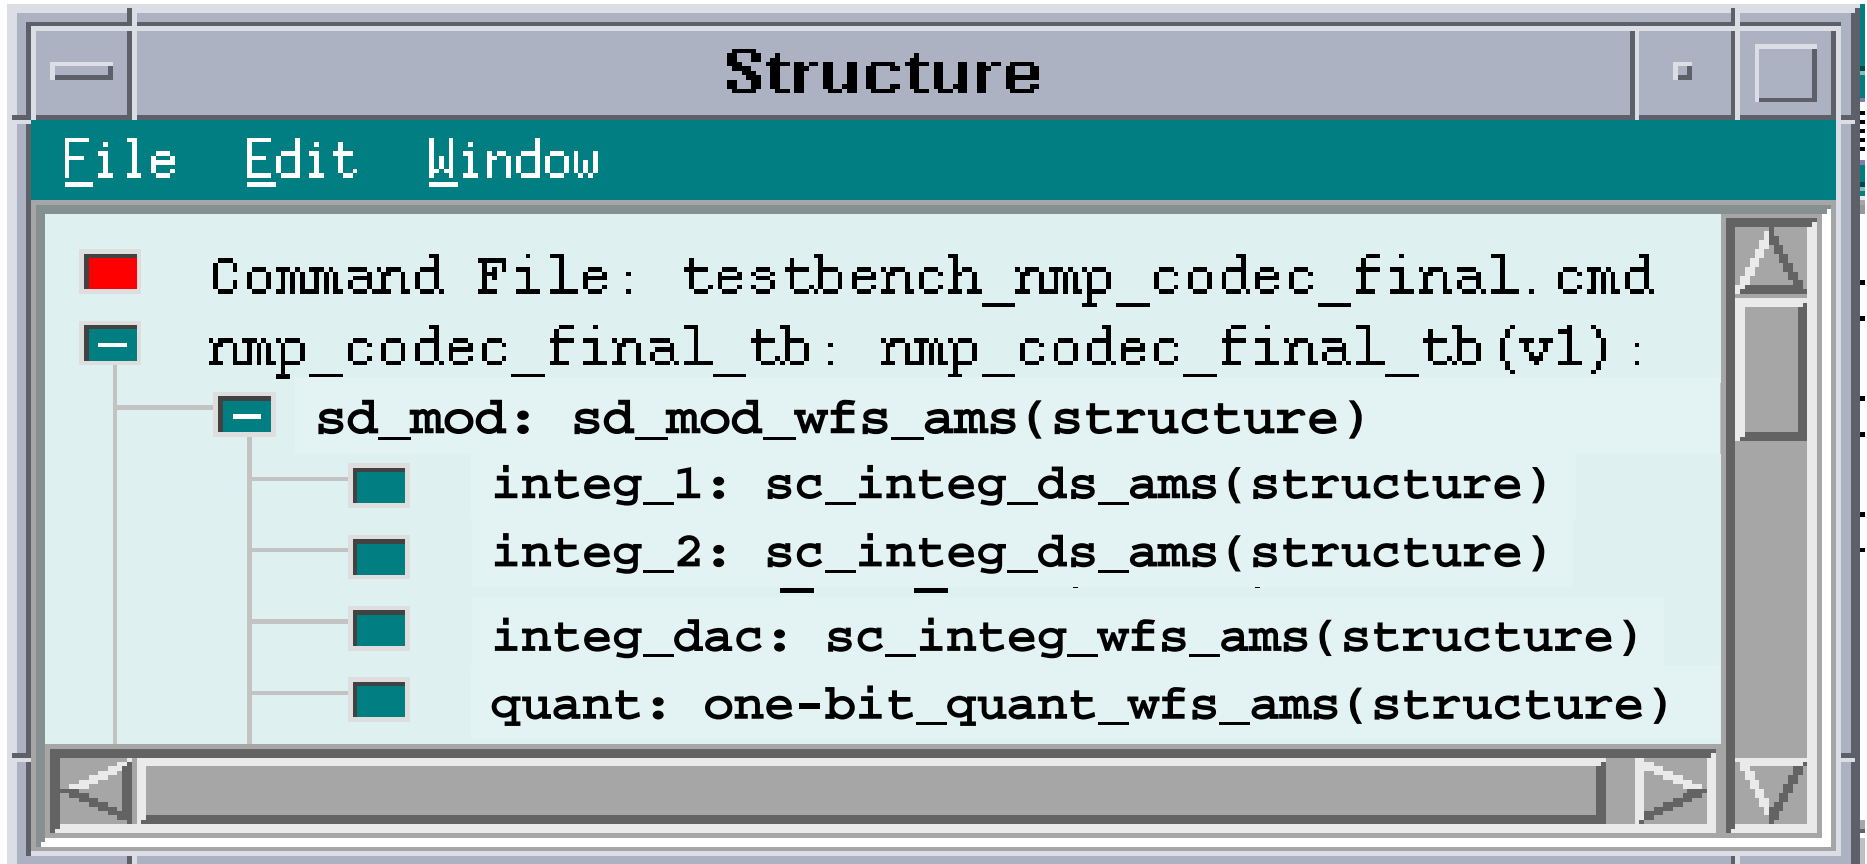 Structure
File Edit Window
Command File: testbench_nmp_codec_final.cmd
nmp_codec_final_tb: nmp_codec_final_tb(v1):
sd_mod: sd_mod_wfs_ams(structure)
integ_1: sc_integ_ds_ams(structure)
integ_2: sc_integ_ds_ams(structure)
integ_dac: sc_integ_wfs_ams(structure)
quant: one-bit_quant_wfs_ams(structure)